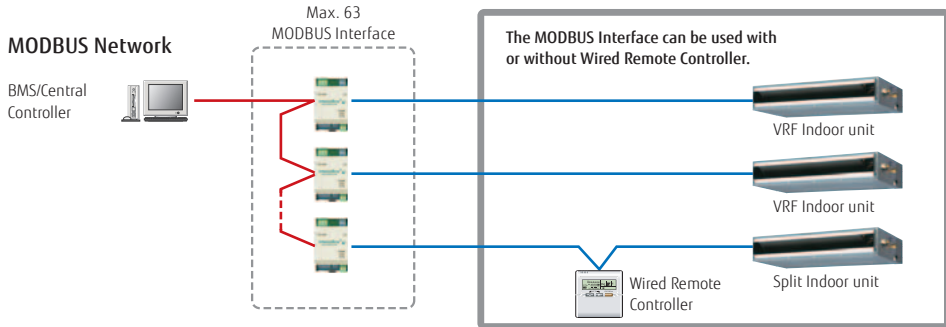 Max. 63
MODBUS Interface
MODBUS Network
BMS/Central
Controller
The MODBUS Interface can be used with
or without Wired Remote Controller.
VRF Indoor unit
VRF Indoor unit
Split Indoor unit
Wired Remote
Controller